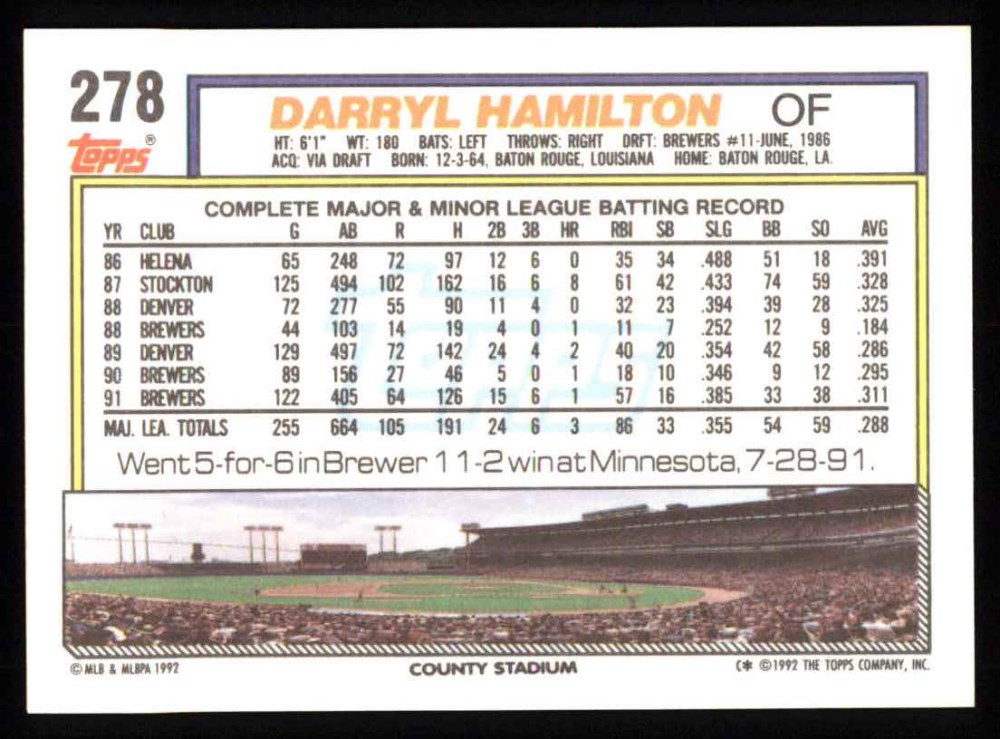 278
DARRYL HAMILTON OF
Topps®
HT: 6'1" WT: 180 BATS: LEFT THROWS: RIGHT DRFT: BREWERS #11-JUNE, 1986
ACQ: VIA DRAFT BORN: 12-3-64, BATON ROUGE, LOUISIANA HOME: BATON ROUGE, LA.
COMPLETE MAJOR & MINOR LEAGUE BATTING RECORD
YR CLUB G AB R H 2B 3B HR RBI SB SLG BB SO AVG
86 HELENA 65 248 72 97 12 6 0 35 34 .488 51 18 .391
87 STOCKTON 125 494 102 162 16 6 8 61 42 .433 74 59 .328
88 DENVER 72 277 55 90 11 4 0 32 23 .394 39 28 .325
88 BREWERS 44 103 14 19 4 0 1 11 7 .252 12 9 .184
89 DENVER 129 497 72 142 24 4 2 40 20 .354 42 58 .286
90 BREWERS 89 156 27 46 5 0 1 18 10 .346 9 12 .295
91 BREWERS 122 405 64 126 15 6 1 57 16 .385 33 38 .311
MAJ. LEA. TOTALS 255 664 105 191 24 6 3 86 33 .355 54 59 .288
Topps
Went 5-for-6 in Brewer 11-2 win at Minnesota, 7-28-91.
© MLB & MLBPA 1992 COUNTY STADIUM C* ©1992 THE TOPPS COMPANY, INC.